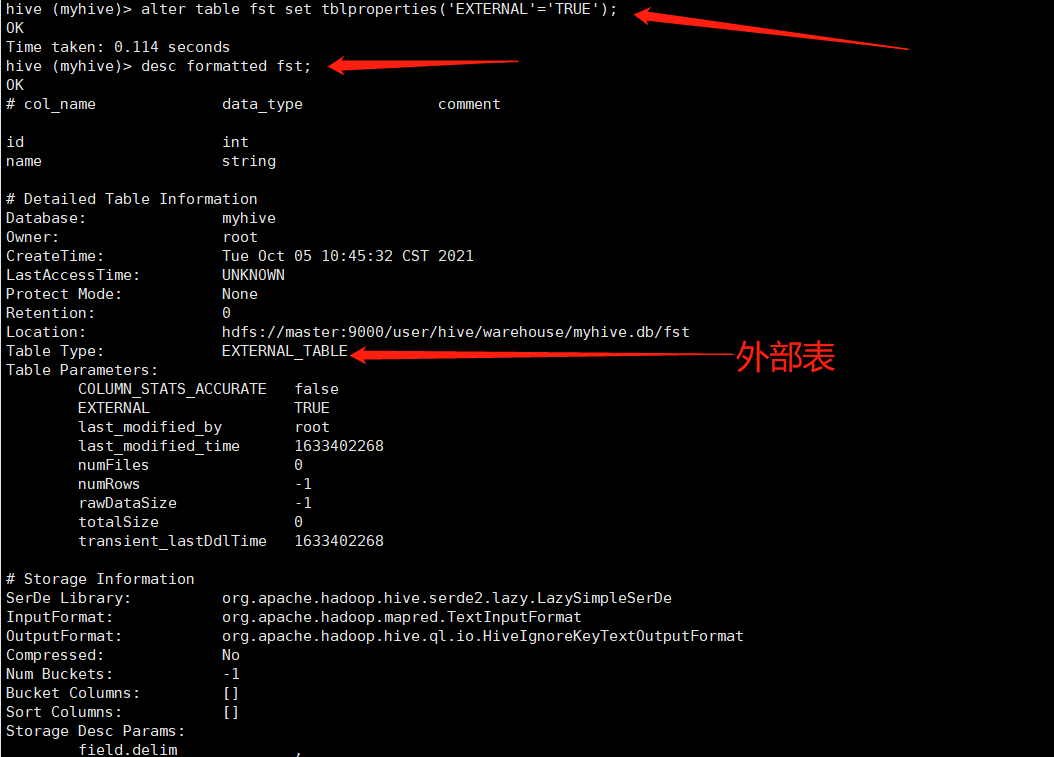 hive (myhive)> alter table fst set tblproperties('EXTERNAL'='TRUE');
OK
Time taken: 0.114 seconds
hive (myhive)> desc formatted fst;
OK
# col_name data_type comment
id int
name string
# Detailed Table Information
Database: myhive
Owner: root
CreateTime: Tue Oct 05 10:45:32 CST 2021
LastAccessTime: UNKNOWN
Protect Mode: None
Retention: 0
Location: hdfs://master:9000/user/hive/warehouse/myhive.db/fst
Table Type: EXTERNAL_TABLE 外部表
Table Parameters:
COLUMN_STATS_ACCURATE false
EXTERNAL TRUE
last_modified_by root
last_modified_time 1633402268
numFiles 0
numRows -1
rawDataSize -1
totalSize 0
transient_lastDdlTime 1633402268
# Storage Information
SerDe Library: org.apache.hadoop.hive.serde2.lazy.LazySimpleSerDe
InputFormat: org.apache.hadoop.mapred.TextInputFormat
OutputFormat: org.apache.hadoop.hive.ql.io.HiveIgnoreKeyTextOutputFormat
Compressed: No
Num Buckets: -1
Bucket Columns: []
Sort Columns: []
Storage Desc Params:
field.delim ,